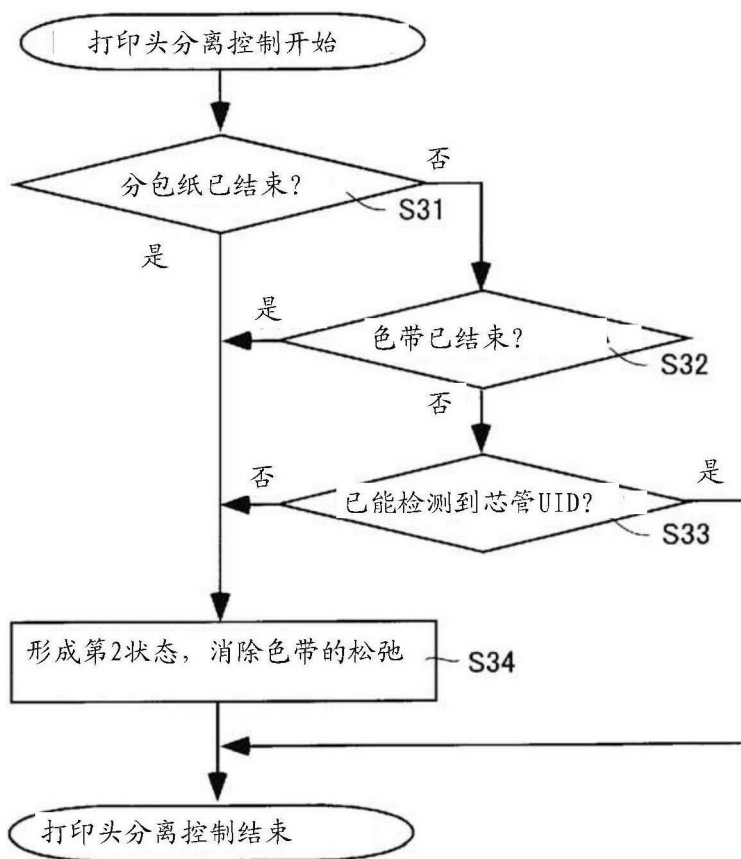 打印头分离控制开始
否
分包纸已结束？
S31
是
是
色带已结束？
S32
否
否
是
已能检测到芯管UID？
S33
形成第2状态，消除色带的松弛
S34
打印头分离控制结束